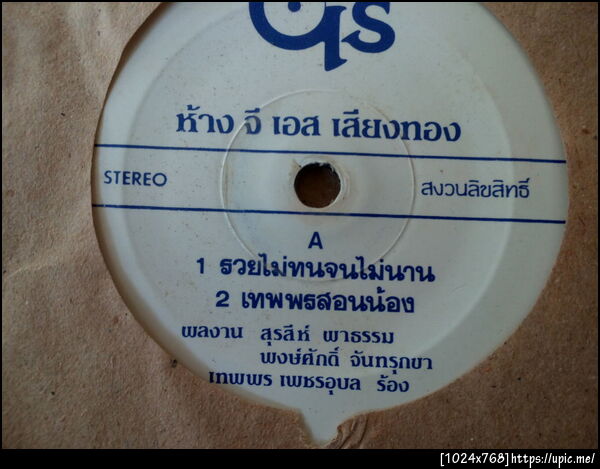 GS
ห้าง จี เอส เสียงทอง
STEREO
สงวนลิขสิทธิ์
A
1 รวยไม่ทนจนไม่นาน
2 เทพพรสอนน้อง
ผลงาน สุรสีห์ ผาธรรม
พงษ์ศักดิ์ จันทรุกขา
เทพพร เพชรอุบล ร้อง
[1024x768]https://upic.me/